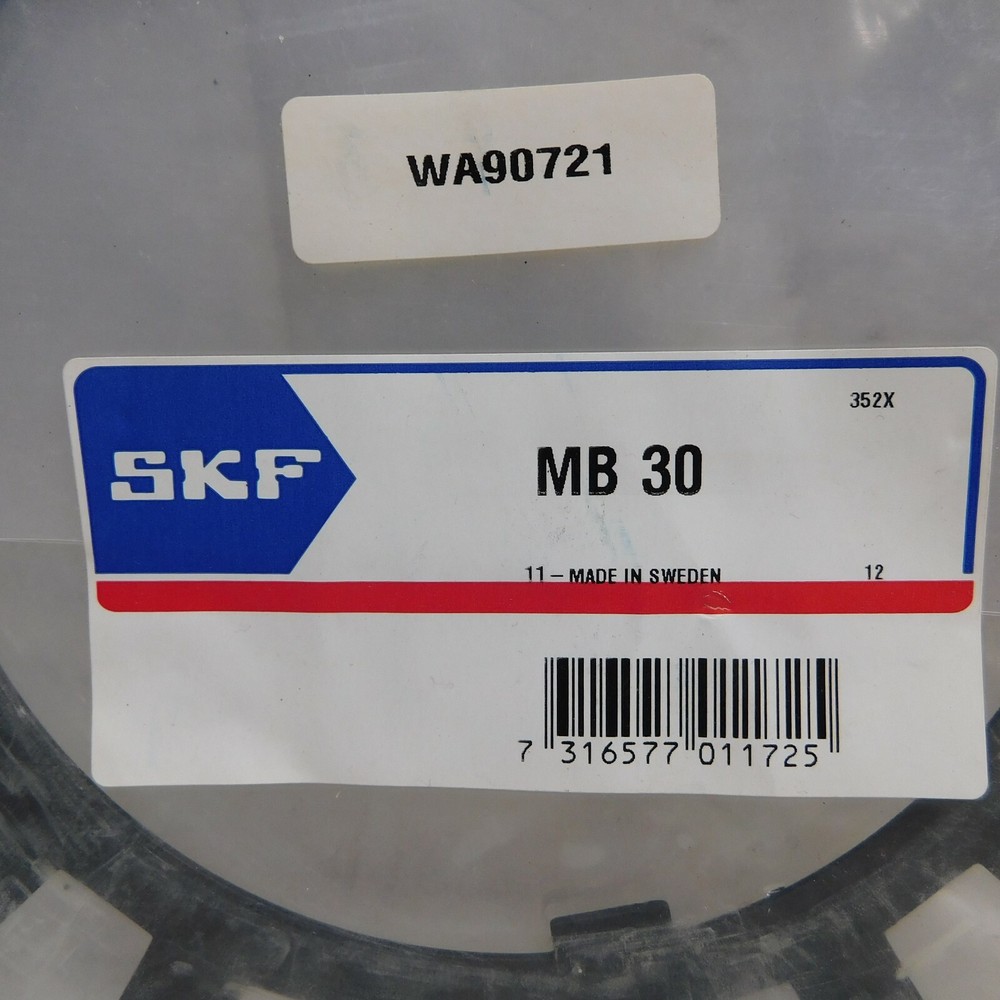 WA90721
352X
SKF
MB 30
11 – MADE IN SWEDEN 12
7 316577 011725